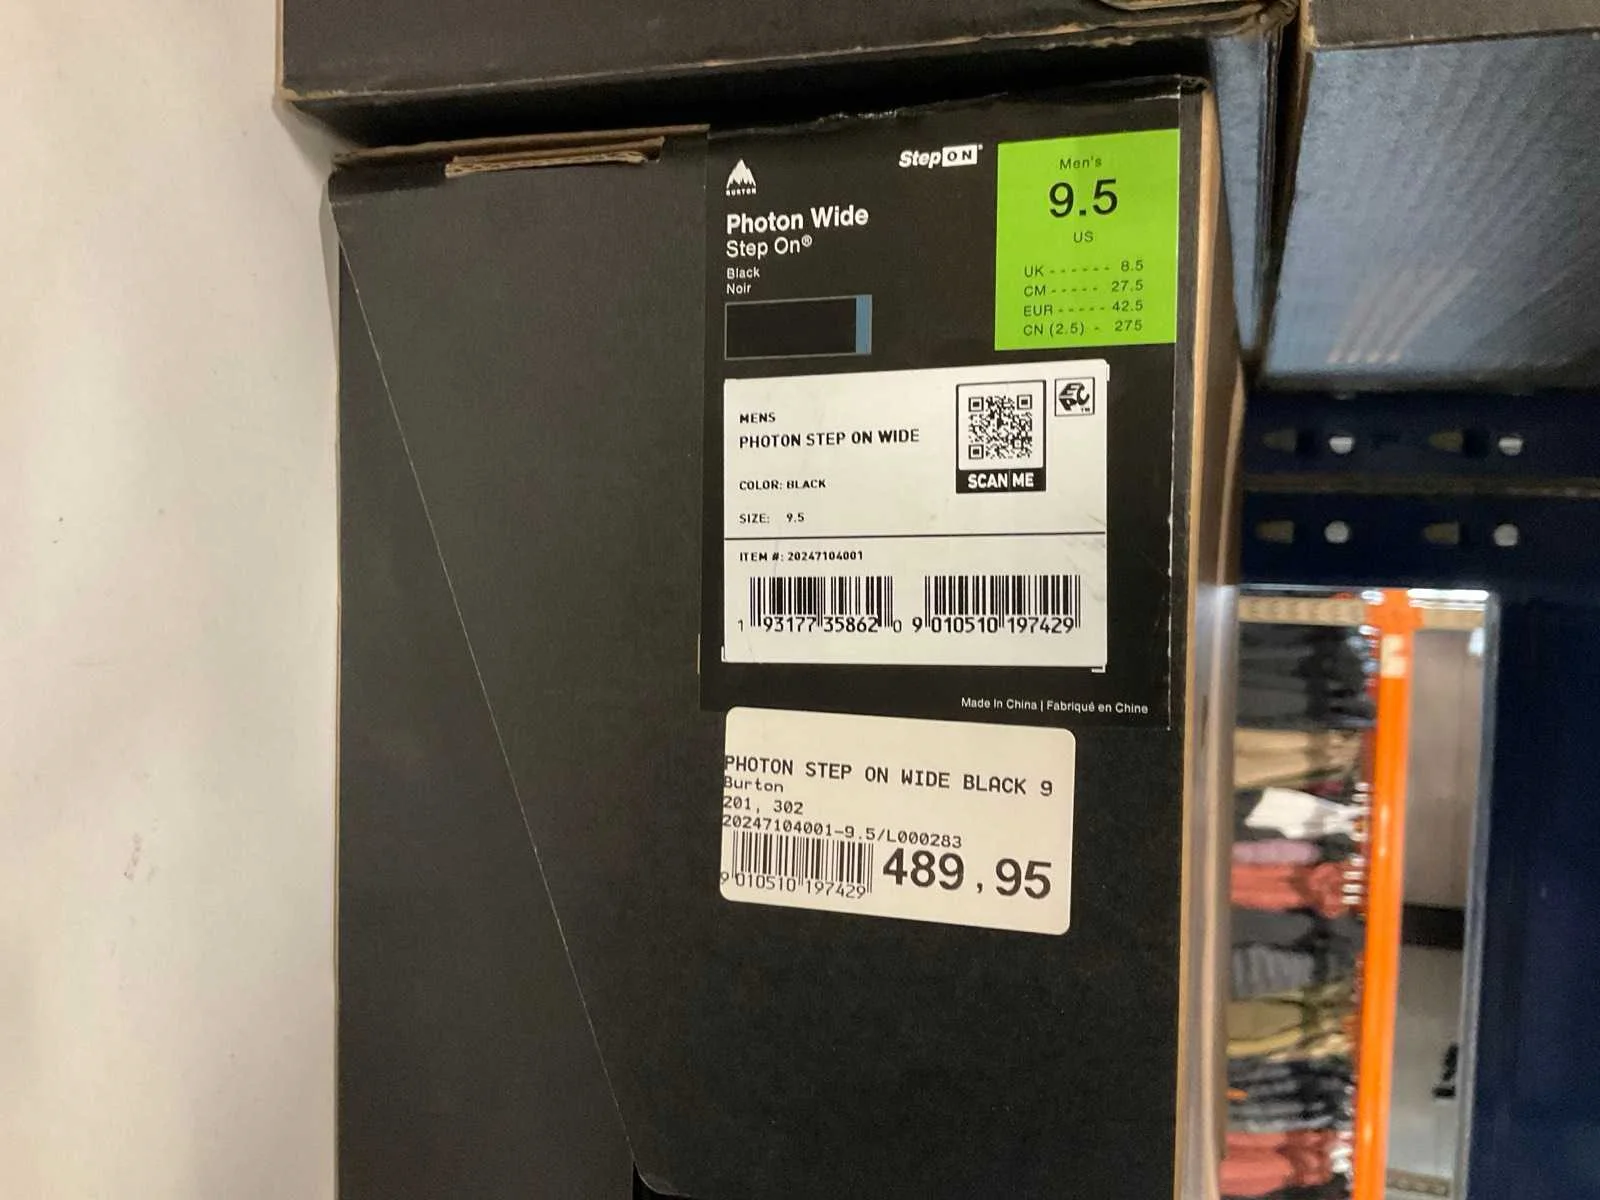 BURTON
StepON
Photon Wide
Step On®
Black
Noir
Men's
9.5
US
UK - - - - - - 8.5
CM - - - - - 27.5
EUR - - - - - 42.5
CN (2.5) - 275
MENS
PHOTON STEP ON WIDE
COLOR: BLACK
SIZE: 9.5
SCAN ME
EPC™
ITEM #: 20247104001
1 93177 35862 0 9 010510 197429
Made In China | Fabriqué en Chine
PHOTON STEP ON WIDE BLACK 9
Burton
201, 302
20247104001-9.5/L000283
9 010510 197429
489,95